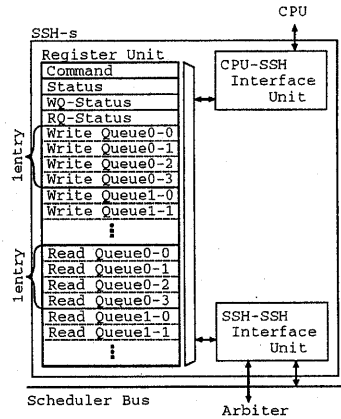 CPU
SSH-s
Register Unit
Command
Status
WQ-Status
RQ-Status
Write Queue0-0
Write Queue0-1
Write Queue0-2
Write Queue0-3
Write Queue1-0
Write Queue1-1
1entry
Read Queue0-0
Read Queue0-1
Read Queue0-2
Read Queue0-3
Read Queue1-0
Read Queue1-1
1entry
CPU-SSH
Interface
Unit
SSH-SSH
Interface
Unit
Scheduler Bus
Arbiter